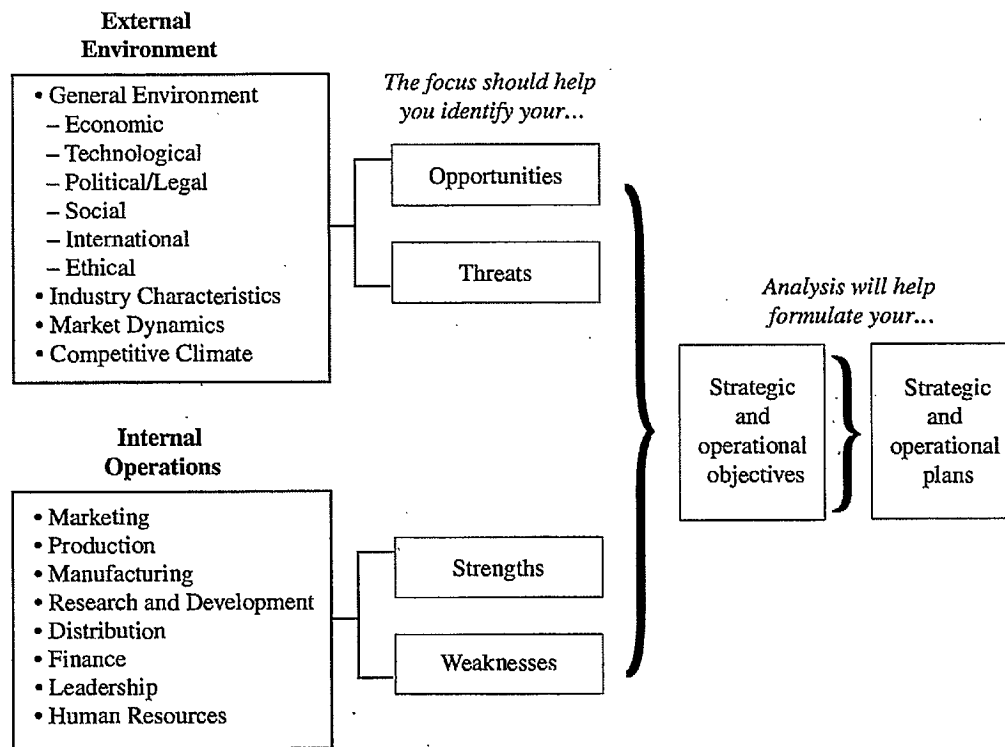 External
Environment
• General Environment
– Economic
– Technological
– Political/Legal
– Social
– International
– Ethical
• Industry Characteristics
• Market Dynamics
• Competitive Climate
The focus should help
you identify your...
Opportunities
Threats
Internal
Operations
• Marketing
• Production
• Manufacturing
• Research and Development
• Distribution
• Finance
• Leadership
• Human Resources
Strengths
Weaknesses
Analysis will help
formulate your...
Strategic
and
operational
objectives
Strategic
and
operational
plans